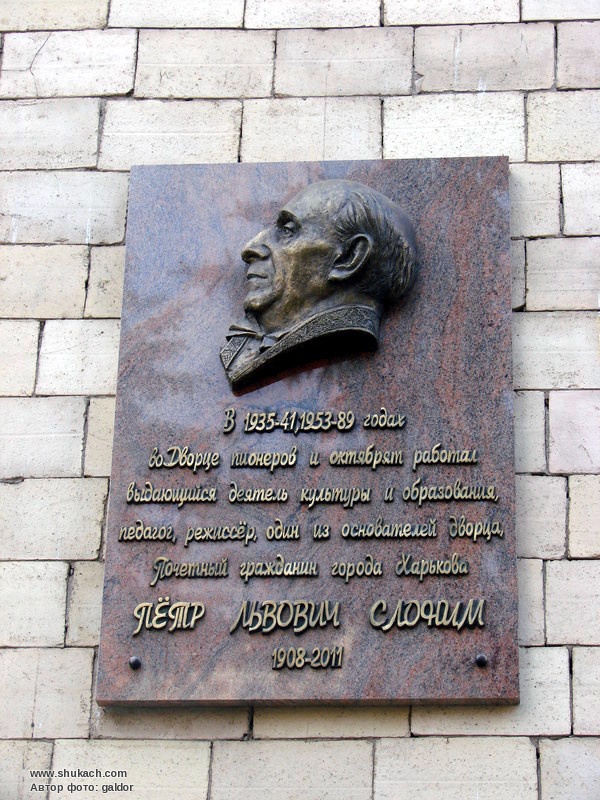 В 1935-41,1953-89 годах
во Дворце пионеров и октябрят работал
выдающийся деятель культуры и образования,
педагог, режиссёр, один из основателей дворца,
Почетный гражданин города Харькова
ПЁТР ЛЬВОВИЧ СЛОНИМ
1908-2011
www.shukach.com
Автор фото: galdor